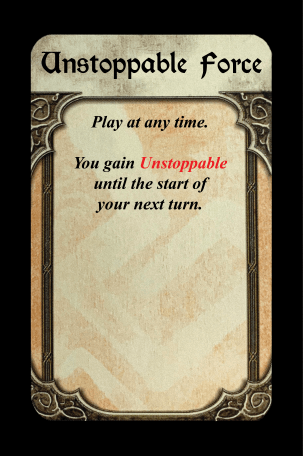 Unstoppable Force
Play at any time.
You gain Unstoppable
until the start of
your next turn.